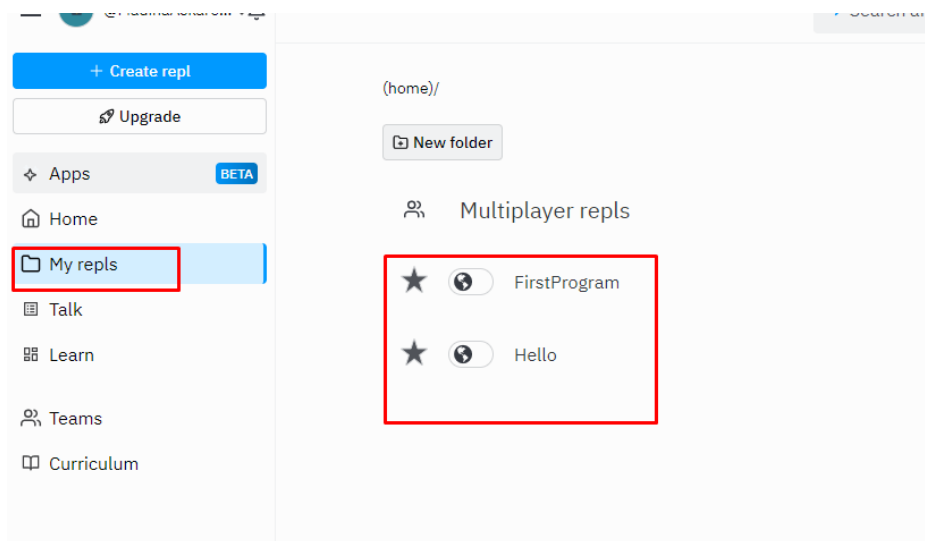 + Create repl
Upgrade
Apps BETA
Home
My repls
Talk
Learn
Teams
Curriculum
(home)/
New folder
Multiplayer repls
FirstProgram
Hello